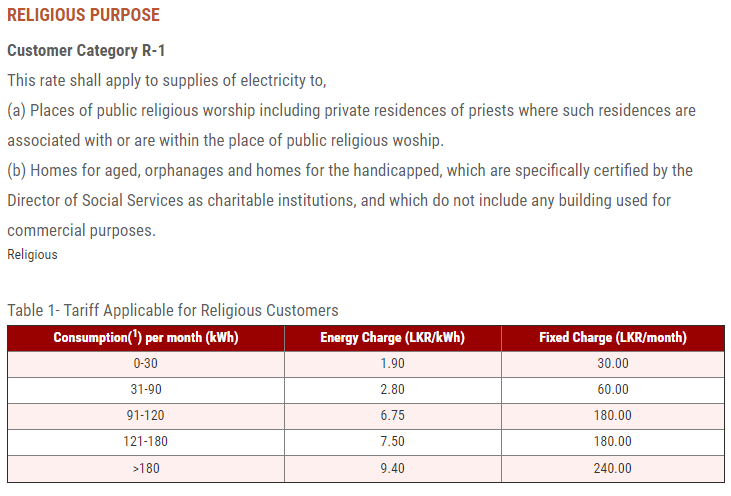 RELIGIOUS PURPOSE
Customer Category R-1
This rate shall apply to supplies of electricity to,
(a) Places of public religious worship including private residences of priests where such residences are
associated with or are within the place of public religious woship.
(b) Homes for aged, orphanages and homes for the handicapped, which are specifically certified by the
Director of Social Services as charitable institutions, and which do not include any building used for
commercial purposes.
Religious
Table 1- Tariff Applicable for Religious Customers
Consumption(¹) per month (kWh) Energy Charge (LKR/kWh) Fixed Charge (LKR/month)
0-30 1.90 30.00
31-90 2.80 60.00
91-120 6.75 180.00
121-180 7.50 180.00
>180 9.40 240.00